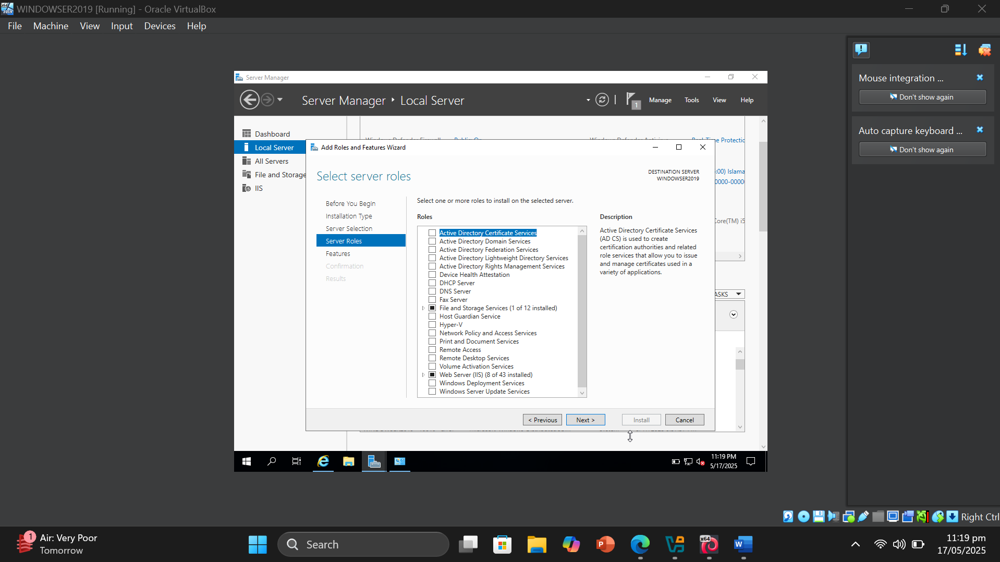 WINDOWSER2019 [Running] - Oracle VirtualBox
File Machine View Input Devices Help
Mouse integration ...
Don't show again
Auto capture keyboard ...
Don't show again
Server Manager
Server Manager ‣ Local Server
1 Manage Tools View Help
Dashboard
Local Server
All Servers
File and Storage
IIS
Real-Time Protectio
:00) Islama
0000-0000
Core(TM) i5
ASKS
Add Roles and Features Wizard
Select server roles
DESTINATION SERVER
WINDOWSER2019
Before You Begin
Installation Type
Server Selection
Server Roles
Features
Confirmation
Results
Select one or more roles to install on the selected server.
Roles
Active Directory Certificate Services
Active Directory Domain Services
Active Directory Federation Services
Active Directory Lightweight Directory Services
Active Directory Rights Management Services
Device Health Attestation
DHCP Server
DNS Server
Fax Server
File and Storage Services (1 of 12 installed)
Host Guardian Service
Hyper-V
Network Policy and Access Services
Print and Document Services
Remote Access
Remote Desktop Services
Volume Activation Services
Web Server (IIS) (8 of 43 installed)
Windows Deployment Services
Windows Server Update Services
Description
Active Directory Certificate Services
(AD CS) is used to create
certification authorities and related
role services that allow you to issue
and manage certificates used in a
variety of applications.
< Previous Next > Install Cancel
11:19 PM
5/17/2025
Right Ctrl
1
Air: Very Poor
Tomorrow
Search
11:19 pm
17/05/2025